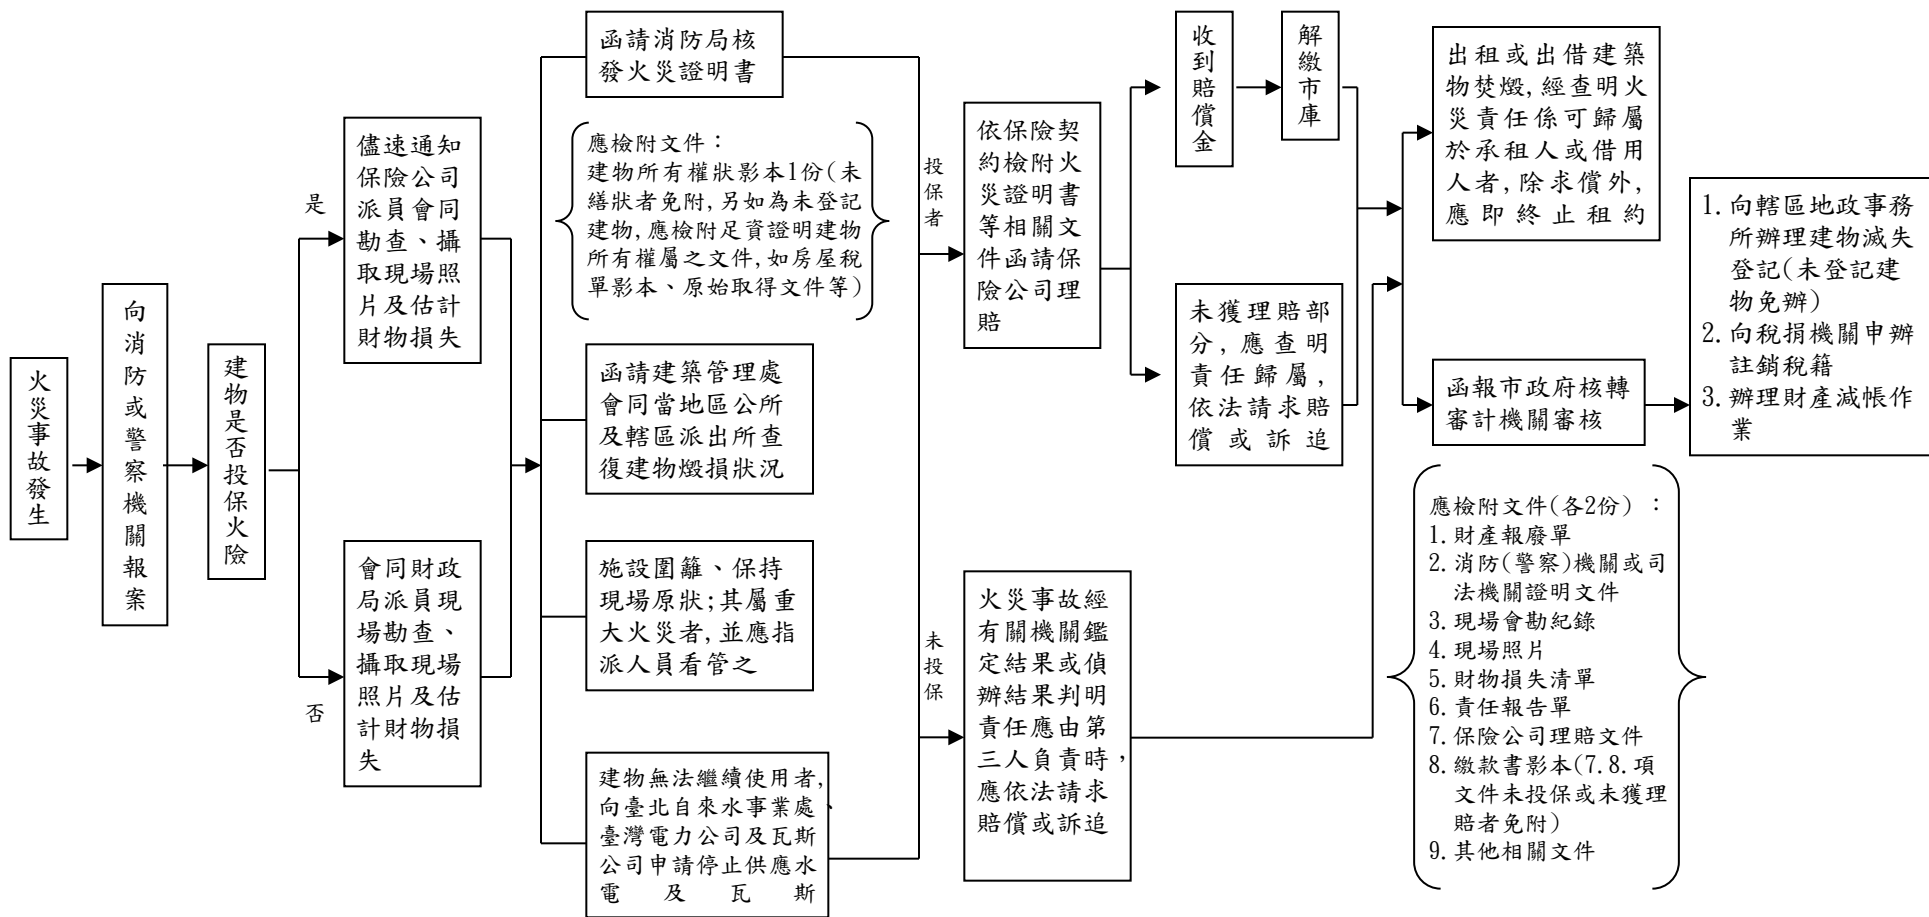 火災事故發生
向消防或警察機關報案
建物是否投保火險
是
否
儘速通知
保險公司
派員會同
勘查、攝
取現場照
片及估計
財物損失
會同財政
局派員現
場勘查、
攝取現場
照片及估
計財物損
失
函請消防局核
發火災證明書
應檢附文件：
建物所有權狀影本1份(未
繕狀者免附,另如為未登記
建物,應檢附足資證明建物
所有權屬之文件,如房屋稅
單影本、原始取得文件等)
函請建築管理處
會同當地區公所
及轄區派出所查
復建物燬損狀況
施設圍籬、保持
現場原狀;其屬重
大火災者,並應指
派人員看管之
建物無法繼續使用者,
向臺北自來水事業處、
臺灣電力公司及瓦斯
公司申請停止供應水
電及瓦斯
投保者
未投保
依保險契
約檢附火
災證明書
等相關文
件函請保
險公司理
賠
火災事故經
有關機關鑑
定結果或偵
辦結果判明
責任應由第
三人負責時，
應依法請求
賠償或訴追
收到賠償金
解繳市庫
未獲理賠部
分,應查明
責任歸屬,
依法請求賠
償或訴追
出租或出借建築
物焚燬,經查明火
災責任係可歸屬
於承租人或借用
人者,除求償外,
應即終止租約
函報市政府核轉
審計機關審核
應檢附文件(各2份)：
1.財產報廢單
2.消防(警察)機關或司
法機關證明文件
3.現場會勘紀錄
4.現場照片
5.財物損失清單
6.責任報告單
7.保險公司理賠文件
8.繳款書影本(7.8.項
文件未投保或未獲理
賠者免附)
9.其他相關文件
1.向轄區地政事務
所辦理建物滅失
登記(未登記建
物免辦)
2.向稅捐機關申辦
註銷稅籍
3.辦理財產減帳作
業